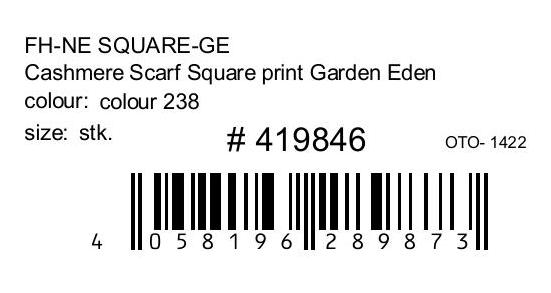 FH-NE SQUARE-GE
Cashmere Scarf Square print Garden Eden
colour: colour 238
size: stk.
# 419846 OTO- 1422
4 058196 289873